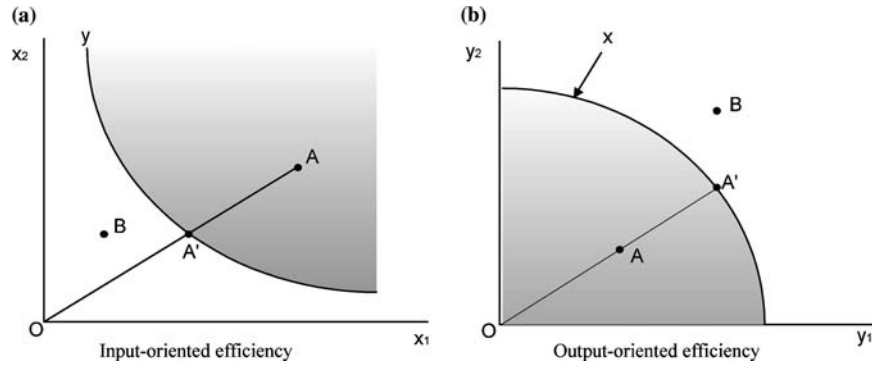 (a)
y
x₂
A
B
A'
O
x₁
Input-oriented efficiency
(b)
x
y₂
B
A'
A
O
y₁
Output-oriented efficiency